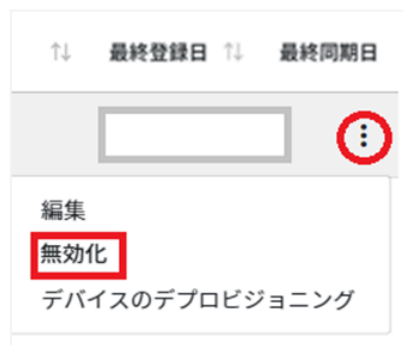 最終登録日 最終同期日
編集
無効化
デバイスのデプロビジョニング